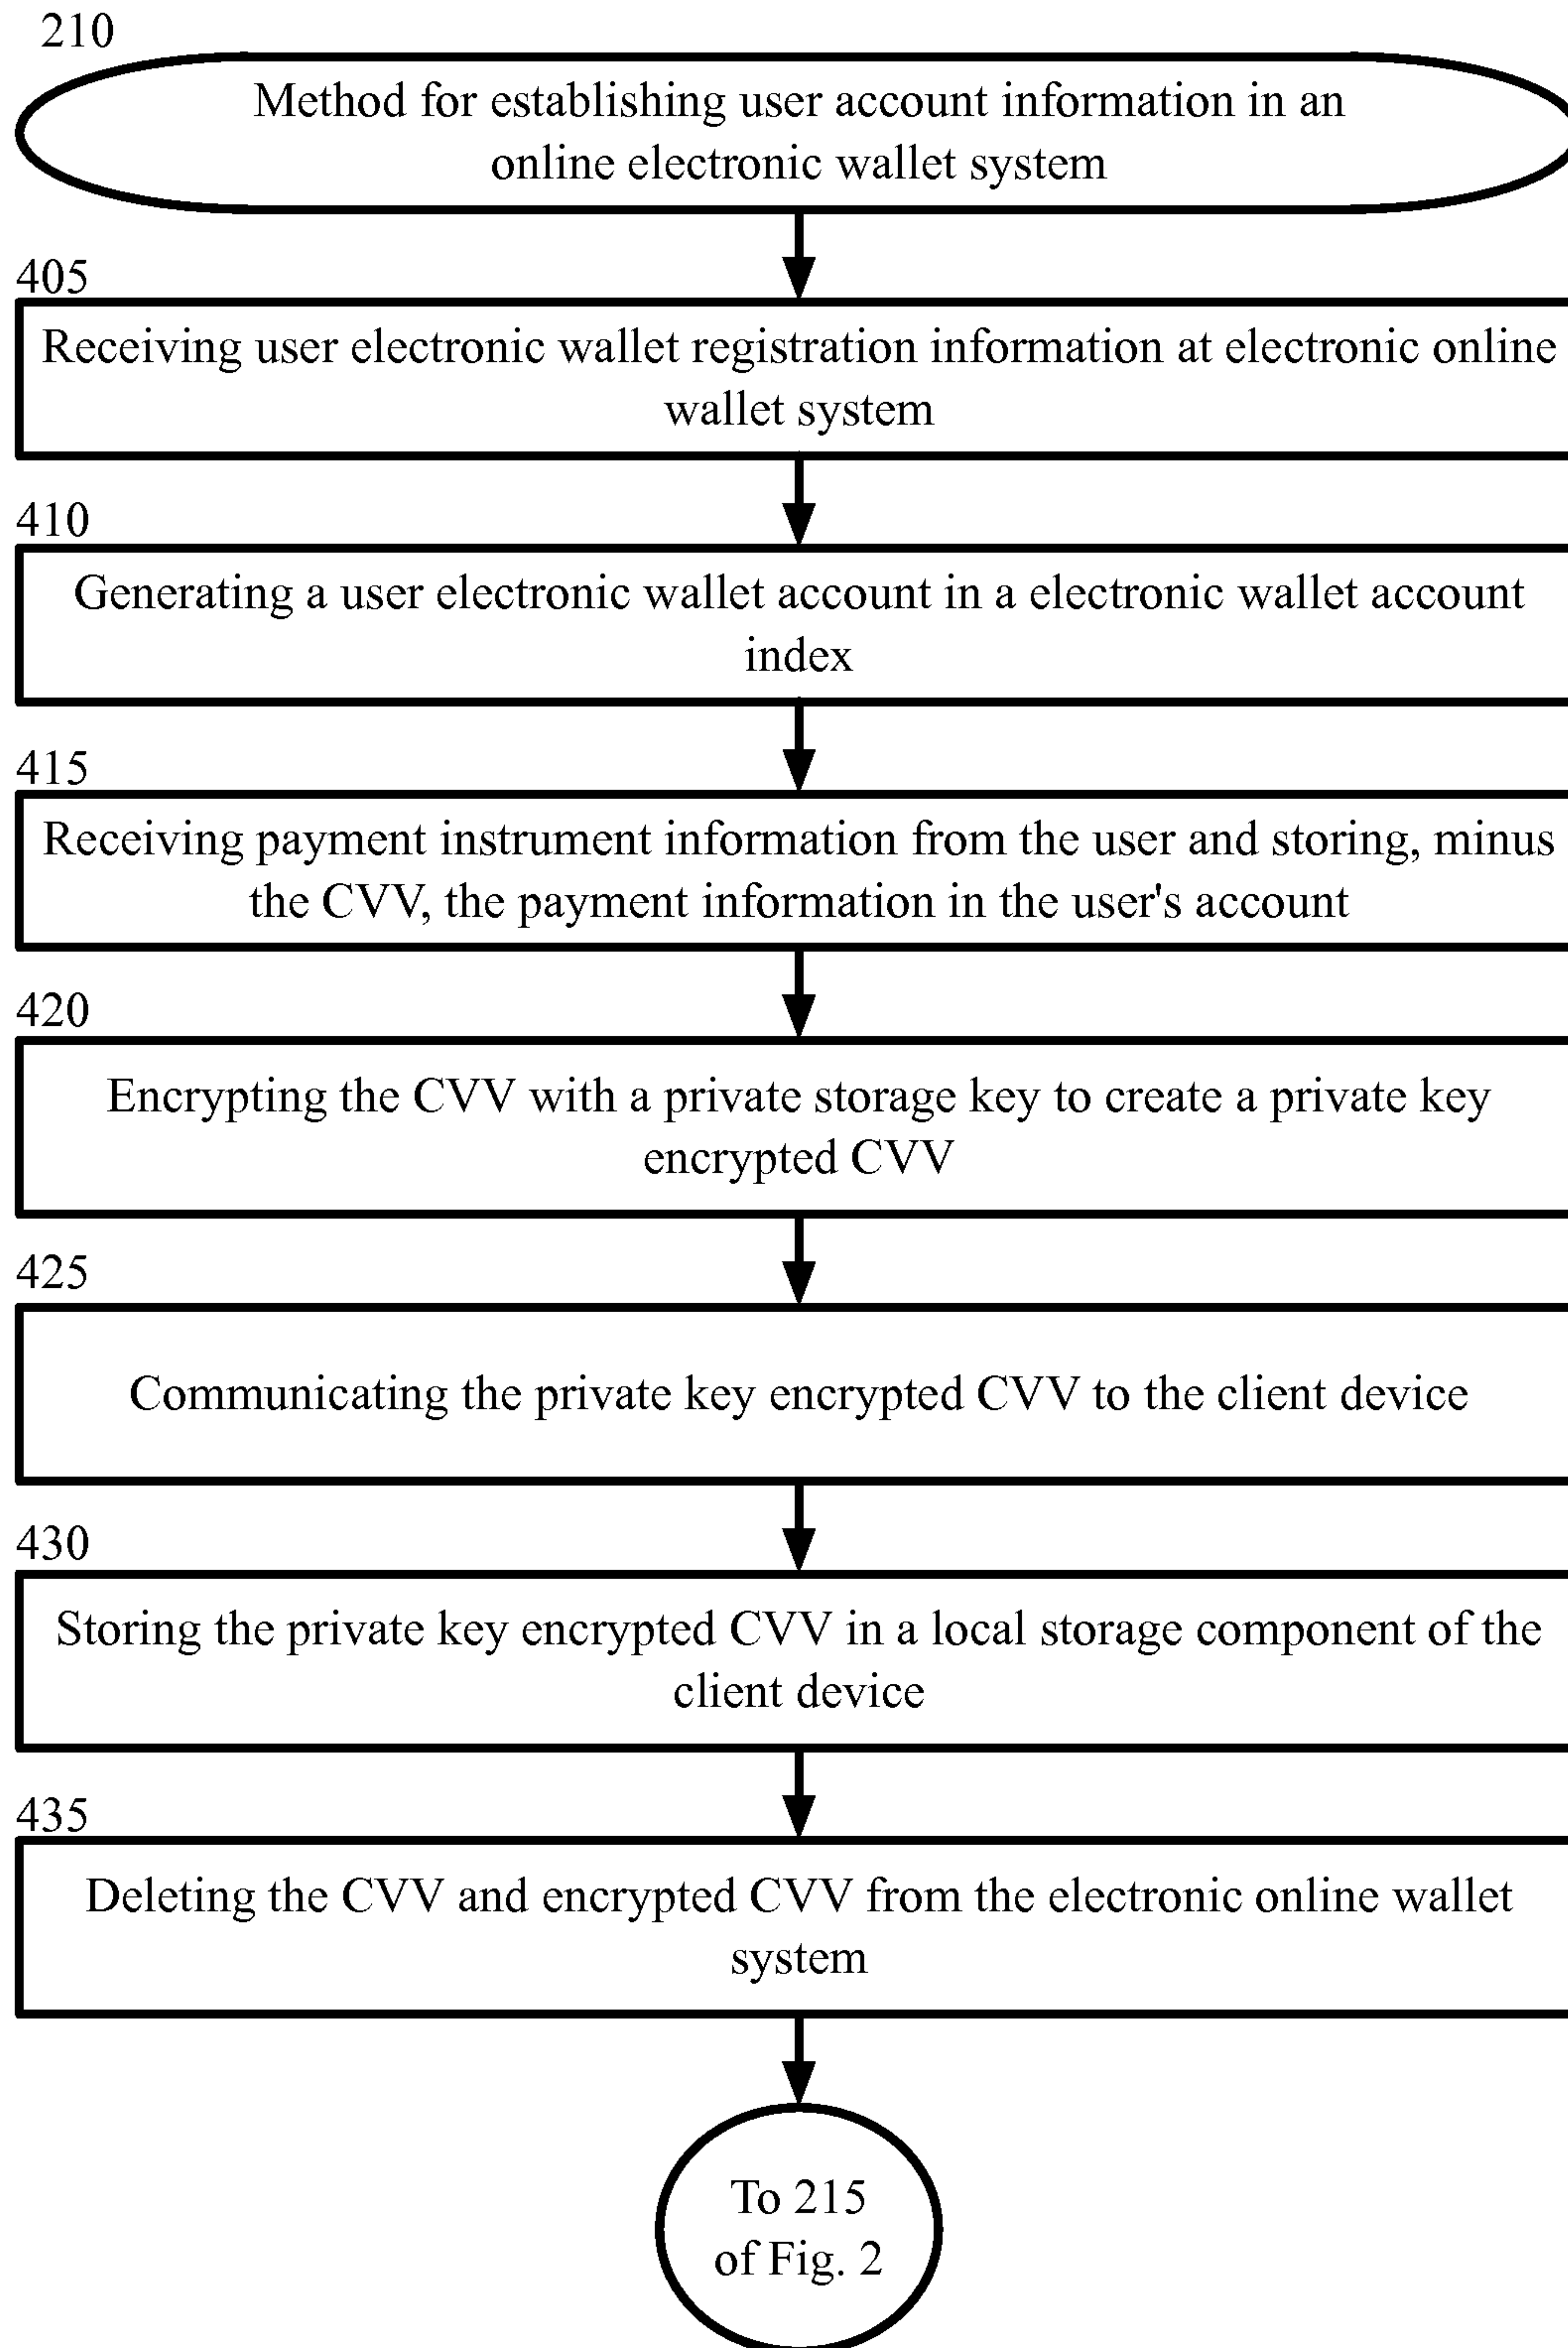 210
Method for establishing user account information in an
online electronic wallet system
405
Receiving user electronic wallet registration information at electronic online
wallet system
410
Generating a user electronic wallet account in a electronic wallet account
index
415
Receiving payment instrument information from the user and storing, minus
the CVV, the payment information in the user's account
420
Encrypting the CVV with a private storage key to create a private key
encrypted CVV
425
Communicating the private key encrypted CVV to the client device
430
Storing the private key encrypted CVV in a local storage component of the
client device
435
Deleting the CVV and encrypted CVV from the electronic online wallet
system
To 215
of Fig. 2